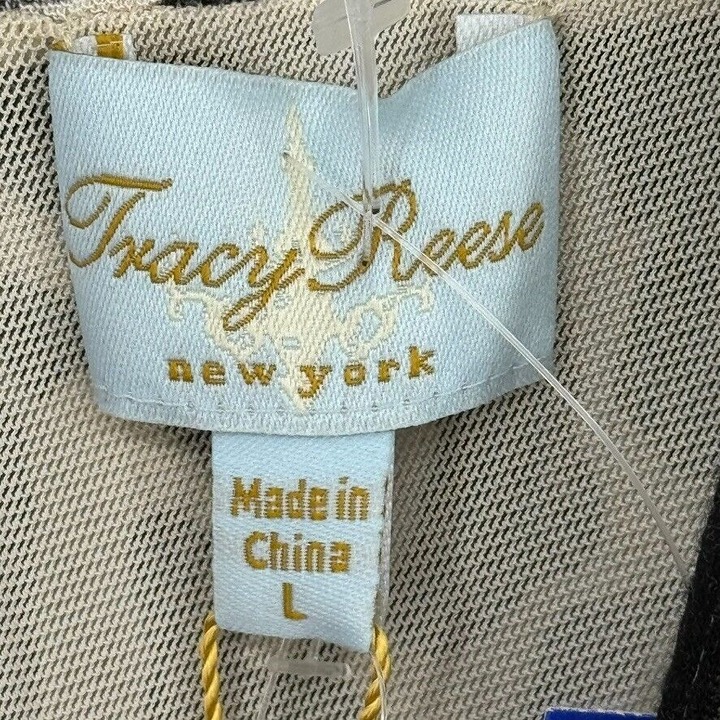 Tracy Reese
new york
Made in
China
L